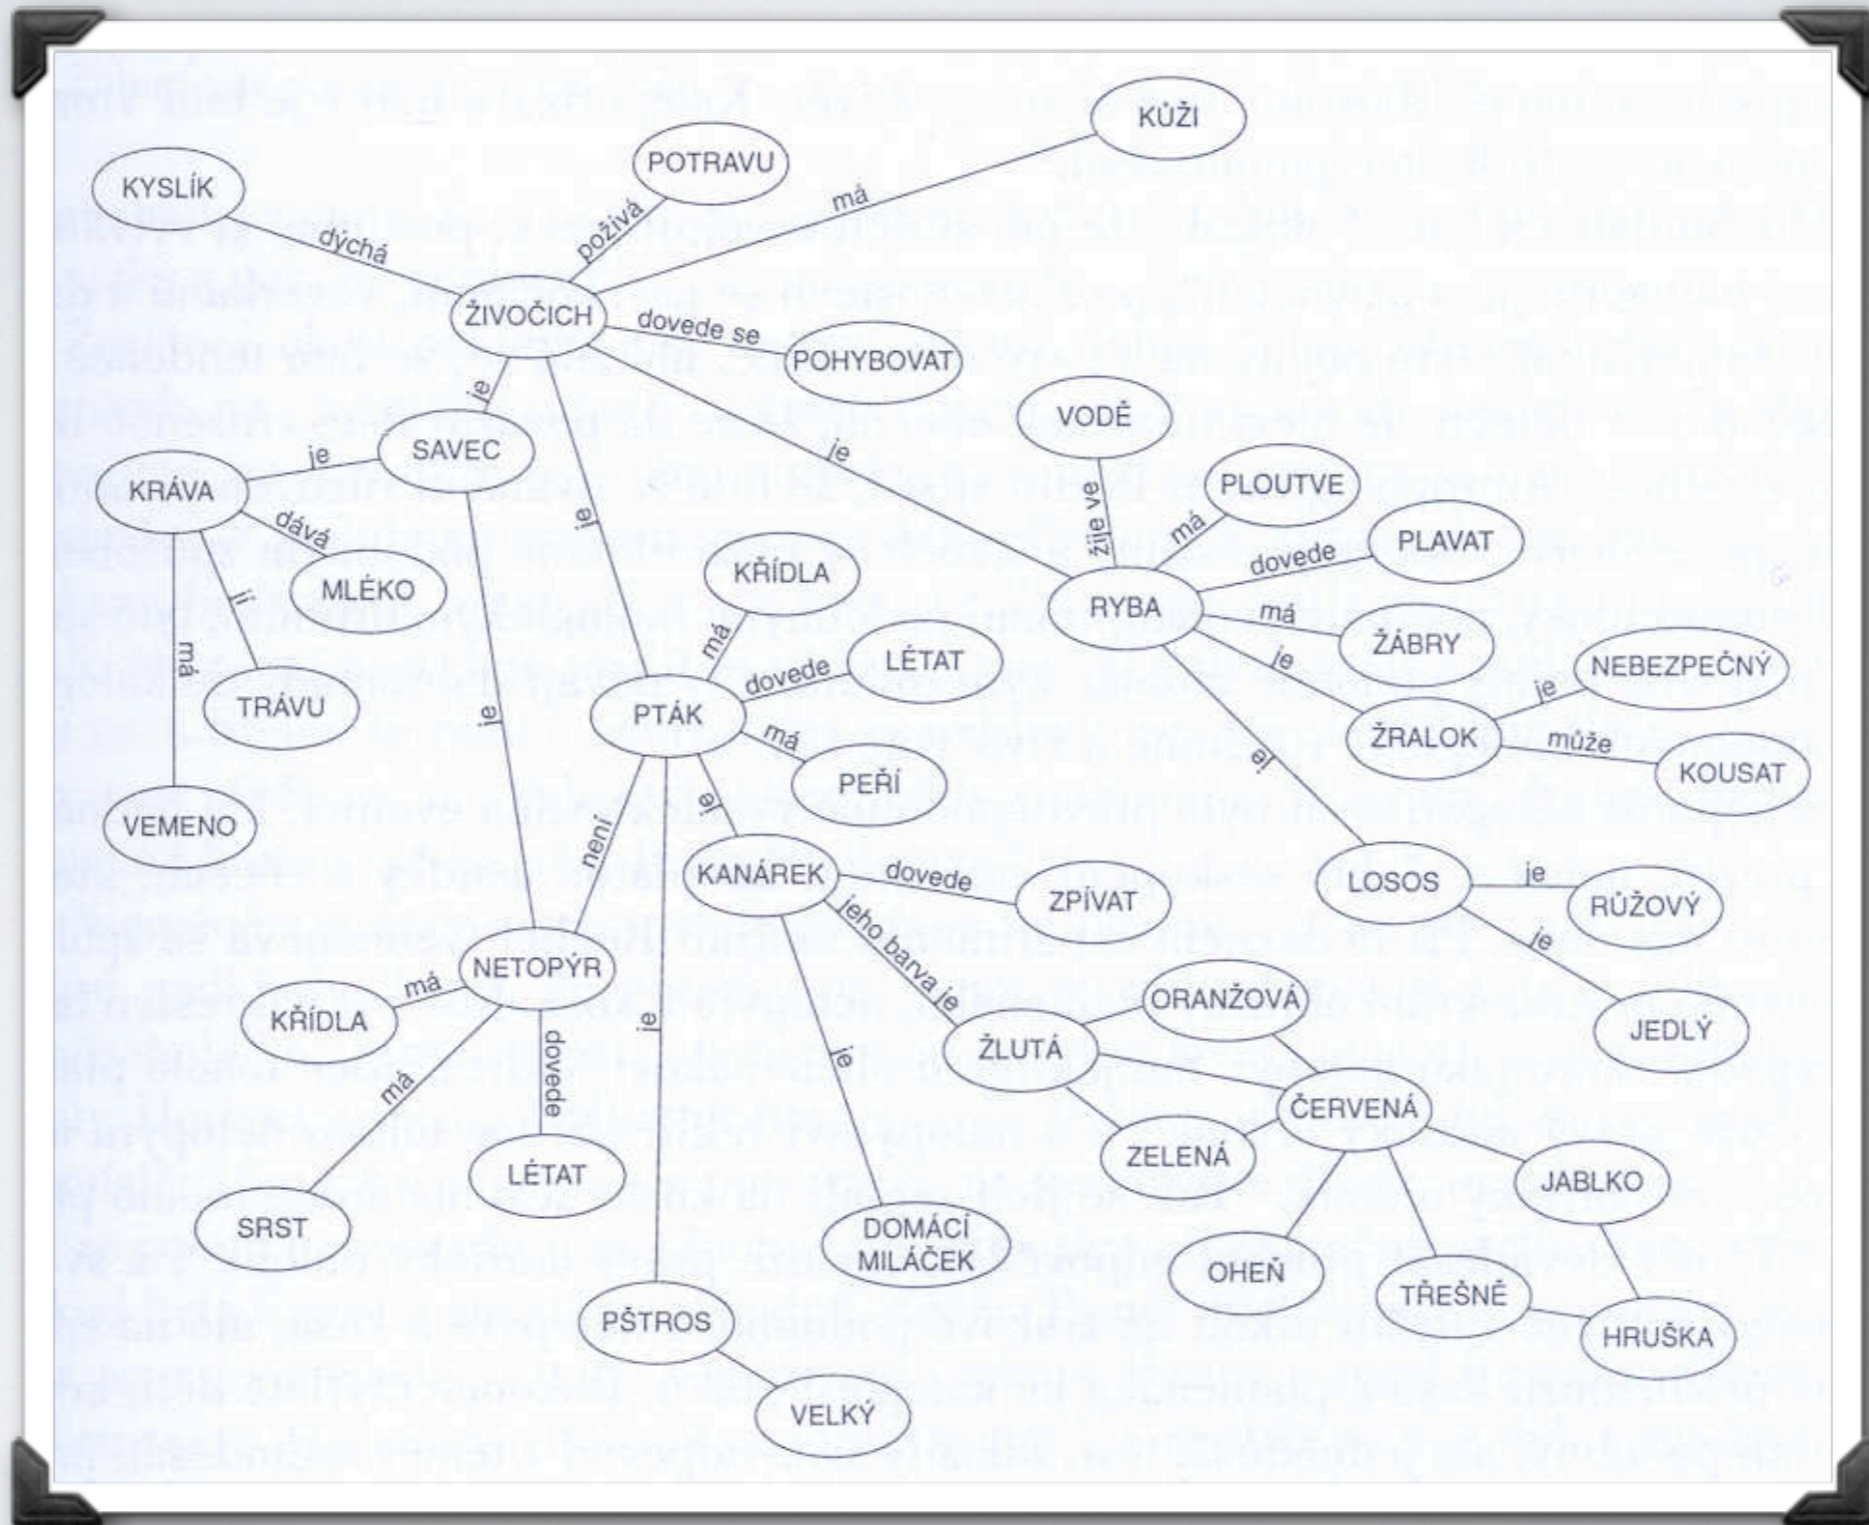 KŮŽI
POTRAVU
KYSLÍK
má
požívá
dýchá
ŽIVOČICH
dovede se
POHYBOVAT
je
VODĚ
SAVEC
je
je
PLOUTVE
KRÁVA
žije ve
má
PLAVAT
dává
je
dovede
KŘÍDLA
MLÉKO
jí
RYBA
má
má
ŽÁBRY
má
LÉTAT
je
NEBEZPEČNÝ
dovede
TRÁVU
je
PTÁK
je
má
ŽRALOK
může
je
KOUSAT
PEŘÍ
je
VEMENO
není
KANÁREK
dovede
ZPÍVAT
LOSOS
je
RŮŽOVÝ
jeho barva je
je
NETOPÝR
má
KŘÍDLA
je
ORANŽOVÁ
JEDLÝ
ŽLUTÁ
je
dovede
má
ČERVENÁ
ZELENÁ
LÉTAT
JABLKO
SRST
DOMÁCÍ
MILÁČEK
OHEŇ
TŘEŠNĚ
PŠTROS
HRUŠKA
VELKÝ